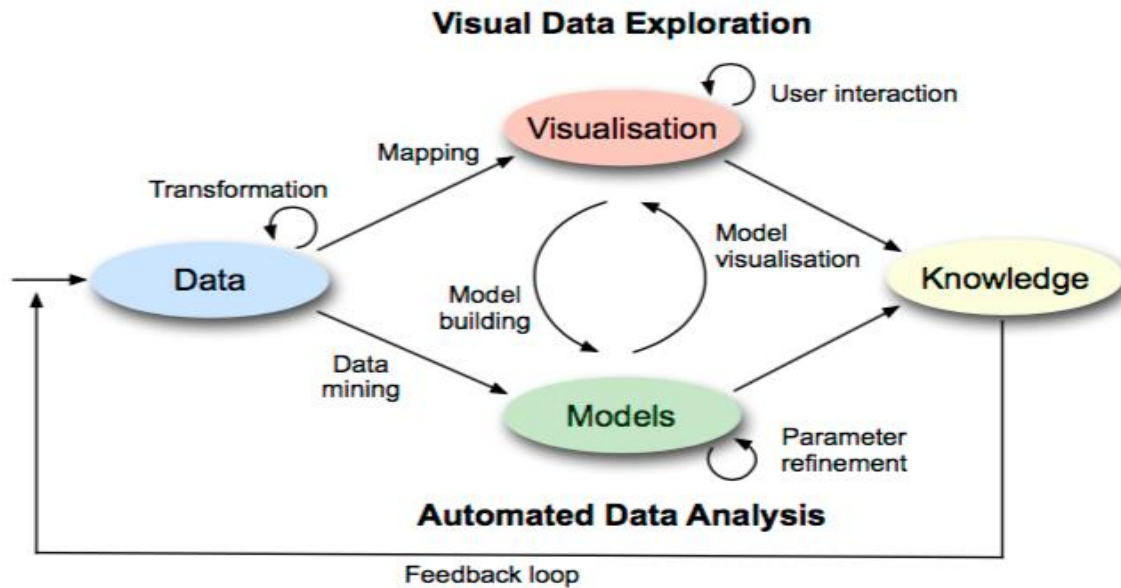 Visual Data Exploration
User interaction
Visualisation
Mapping
Transformation
Model
visualisation
Data
Knowledge
Model
building
Data
mining
Models
Parameter
refinement
Automated Data Analysis
Feedback loop